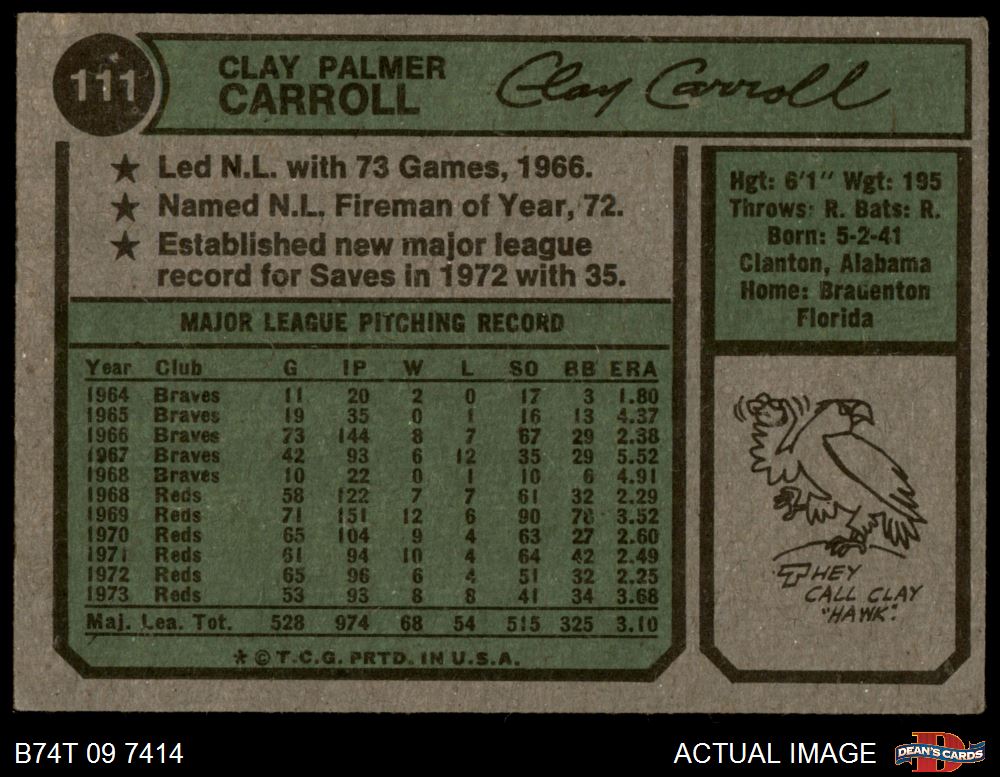 111
CLAY PALMER
CARROLL
Clay Carroll
★ Led N.L. with 73 Games, 1966.
★ Named N.L. Fireman of Year, 72.
★ Established new major league
record for Saves in 1972 with 35.
Hgt: 6'1" Wgt: 195
Throws: R. Bats: R.
Born: 5-2-41
Clanton, Alabama
Home: Brauenton
Florida
MAJOR LEAGUE PITCHING RECORD
Year Club G IP W L SO BB ERA
1964 Braves 11 20 2 0 17 3 1.80
1965 Braves 19 35 0 1 16 13 4.37
1966 Braves 73 144 8 7 67 29 2.38
1967 Braves 42 93 6 12 35 29 5.52
1968 Braves 10 22 0 1 10 6 4.91
1968 Reds 58 122 7 7 61 32 2.29
1969 Reds 71 151 12 6 90 78 3.52
1970 Reds 65 104 9 4 63 27 2.60
1971 Reds 61 94 10 4 64 42 2.49
1972 Reds 65 96 6 4 51 32 2.25
1973 Reds 53 93 8 8 41 34 3.68
Maj. Lea. Tot. 528 974 68 54 515 325 3.10
* © T.C.G. PRTD. IN U.S.A.
THEY
CALL CLAY
"HAWK".
B74T 09 7414
ACTUAL IMAGE
D
DEAN'S CARDS